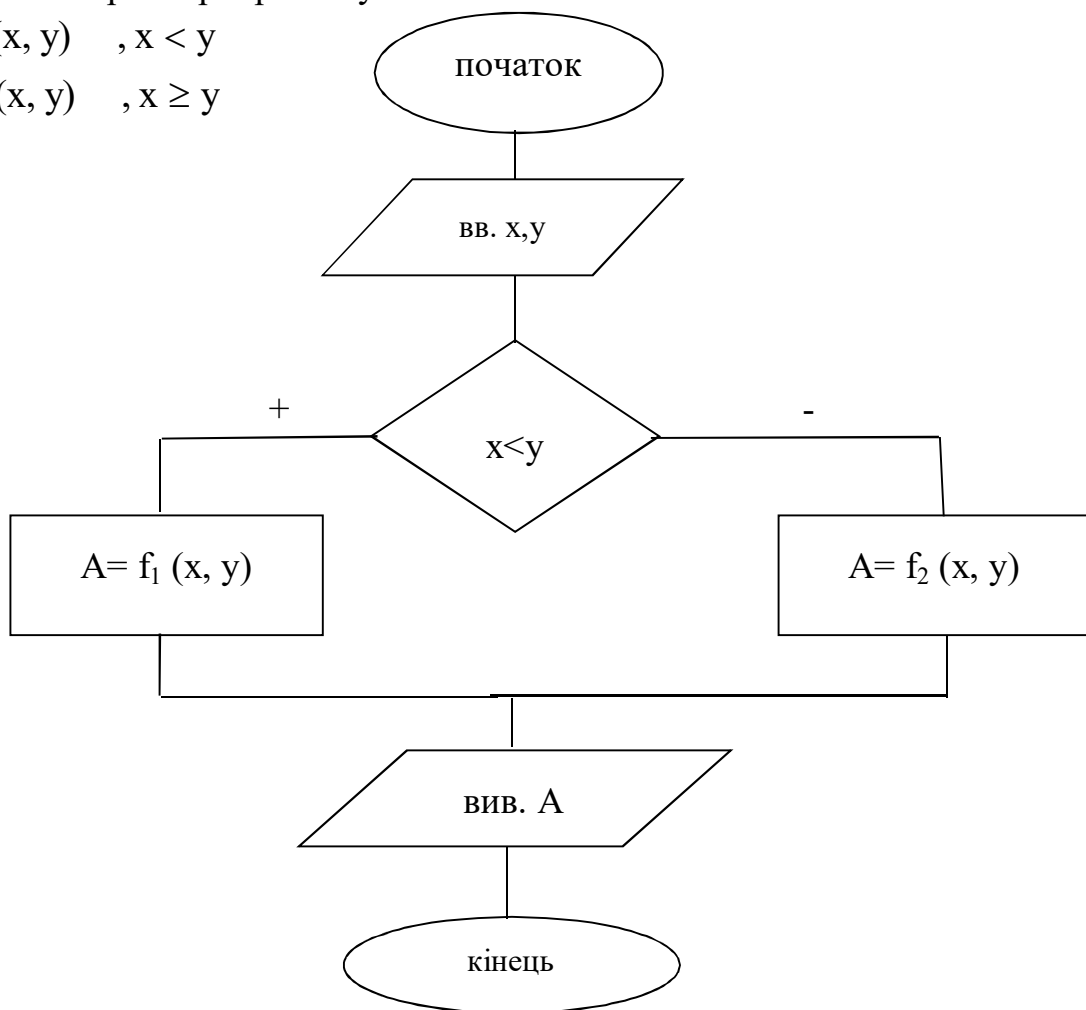 (x, y) , x < y
(x, y) , x ≥ y
початок
вв. x,y
+
-
x<y
A= f₁ (x, y)
A= f₂ (x, y)
вив. A
кінець